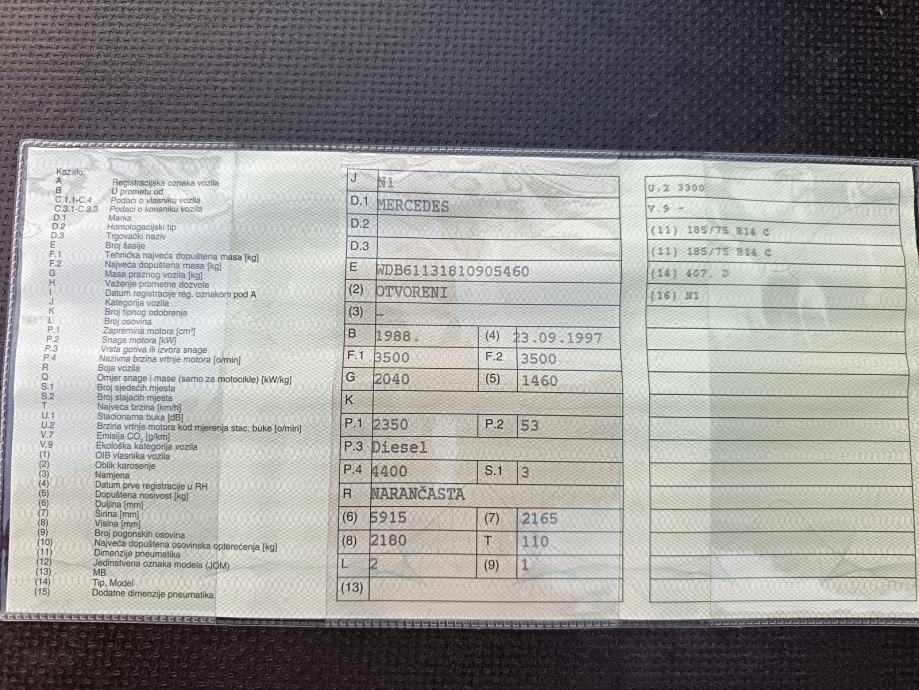 Kazalo:
A Registracijska oznaka vozila
B U prometu od
C.1.1-C.4 Podaci o vlasniku vozila
C.3.1-C.3.3 Podaci o korisniku vozila
D.1 Marka
D.2 Homologacijski tip
D.3 Trgovački naziv
E Broj šasije
F.1 Tehnička najveća dopuštena masa [kg]
F.2 Najveća dopuštena masa [kg]
G Masa praznog vozila [kg]
H Važenje prometne dozvole
I Datum registracije reg. oznakom pod A
J Kategorija vozila
K Broj tipnog odobrenja
L Broj osovina
P.1 Zapremina motora [cm³]
P.2 Snaga motora [kW]
P.3 Vrsta goriva ili izvora snage
P.4 Nazivna brzina vrtnje motora [o/min]
R Boja vozila
Q Omjer snage i mase (samo za motocikle) [kW/kg]
S.1 Broj sjedećih mjesta
S.2 Broj stajaćih mjesta
T Najveća brzina [km/h]
U.1 Stacionarna buka [dB]
U.2 Brzina vrtnje motora kod mjerenja stac. buke [o/min]
V.7 Emisija CO₂ [g/km]
V.9 Ekološka kategorija vozila
(1) OIB vlasnika vozila
(2) Oblik karoserije
(3) Namjena
(4) Datum prve registracije u RH
(5) Dopuštena nosivost [kg]
(6) Duljina [mm]
(7) Širina [mm]
(8) Visina [mm]
(9) Broj pogonskih osovina
(10) Najveća dopuštena osovinska opterećenja [kg]
(11) Dimenzije pneumatika
(12) Jedinstvena oznaka modela (JOM)
(13) MB
(14) Tip, Model
(15) Dodatne dimenzije pneumatika
J N1
D.1 MERCEDES
D.2
D.3
E WDB61131810905460
(2) OTVORENI
(3) –
B 1988. (4) 23.09.1997
F.1 3500 F.2 3500
G 2040 (5) 1460
K
P.1 2350 P.2 53
P.3 Diesel
P.4 4400 S.1 3
R NARANČASTA
(6) 5915 (7) 2165
(8) 2180 T 110
L 2 (9) 1
(13)
U.2 3300
V.9 -
(11) 185/75 R14 C
(11) 185/75 R14 C
(14) 407. D
(16) N1